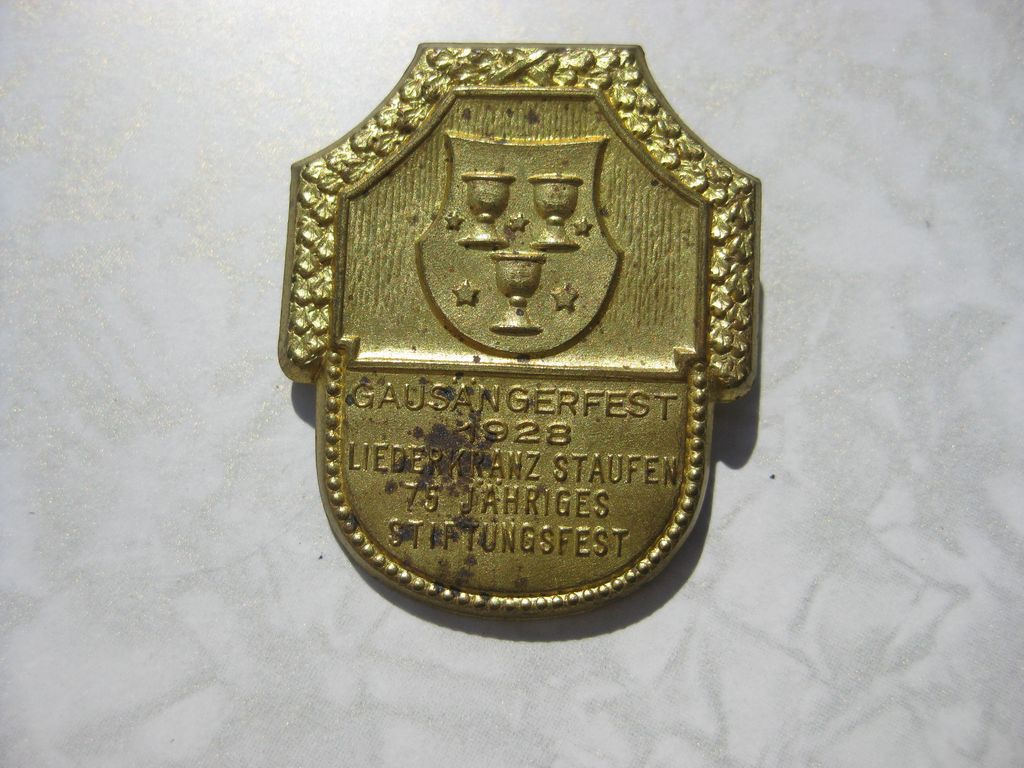 GAUSÄNGERFEST
1928
LIEDERKRANZ STAUFEN
75 JÄHRIGES
STIFTUNGSFEST